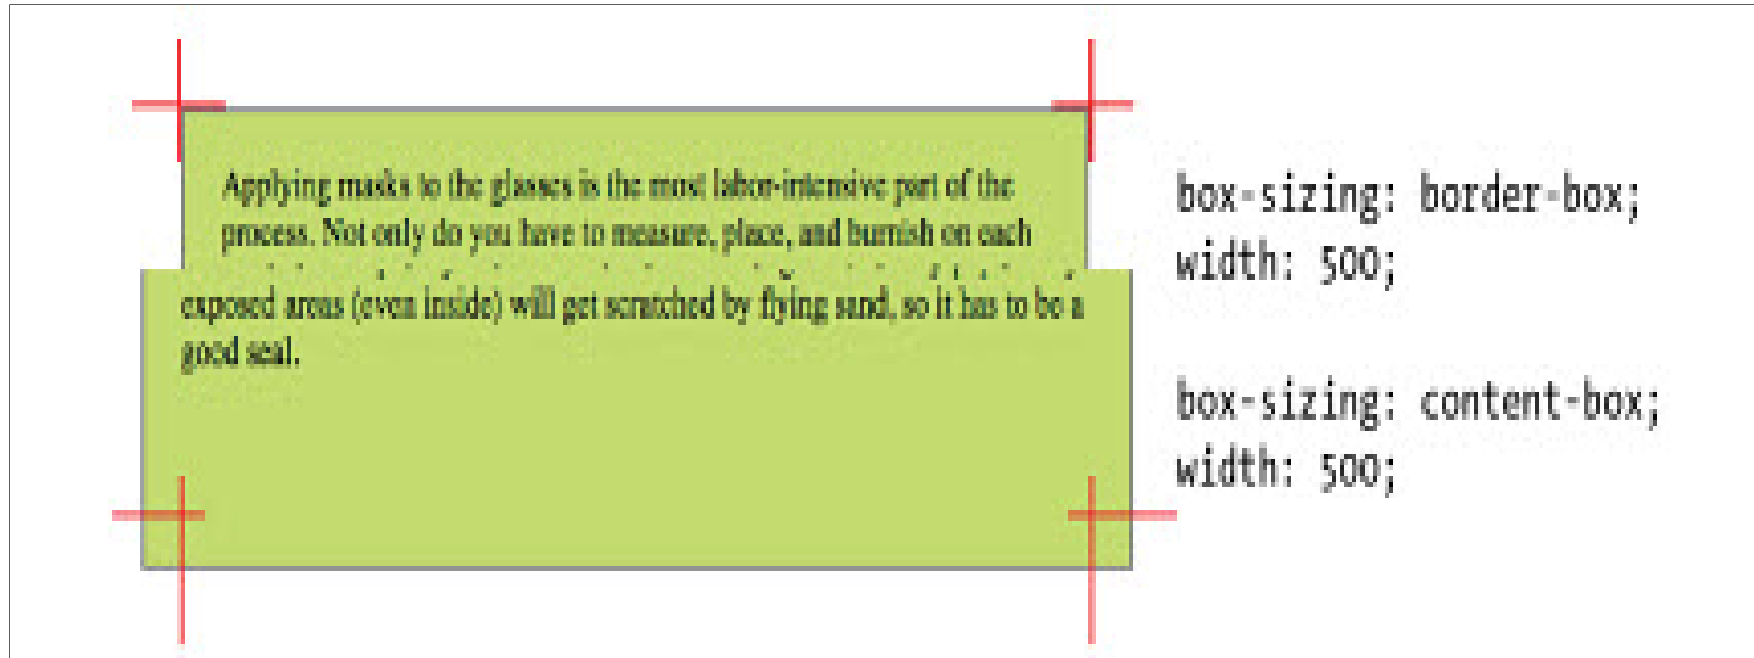 Applying masks to the glasses is the most labor-intensive part of the
process. Not only do you have to measure, place, and burnish on each
exposed areas (even inside) will get scratched by flying sand, so it has to be a
good seal.
box-sizing: border-box;
width: 500;
box-sizing: content-box;
width: 500;